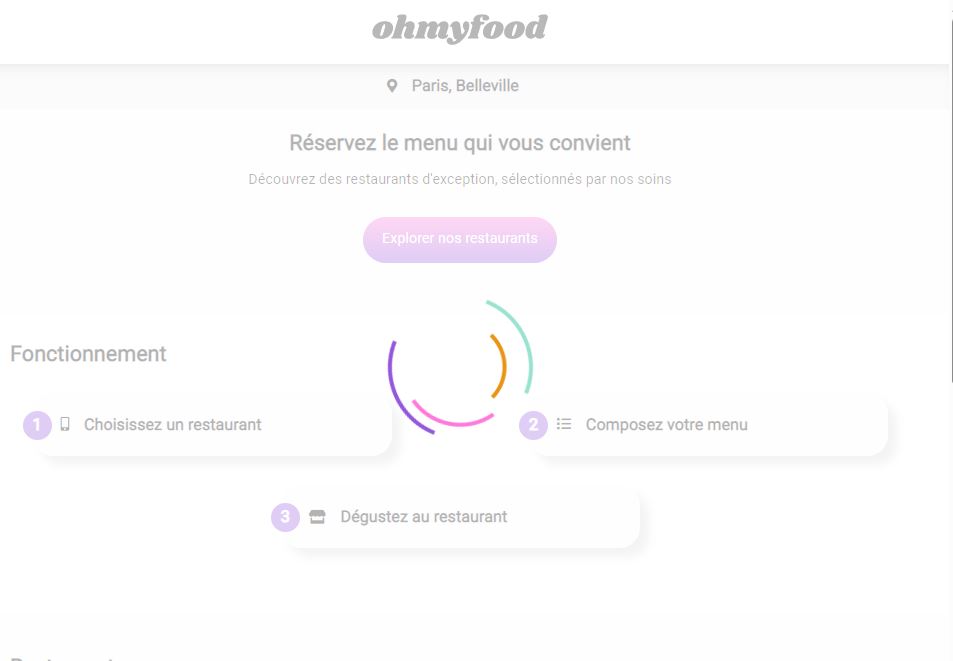 ohmyfood
Paris, Belleville
Réservez le menu qui vous convient
Découvrez des restaurants d'exception, sélectionnés par nos soins
Explorer nos restaurants
Fonctionnement
1 Choisissez un restaurant
2 Composez votre menu
3 Dégustez au restaurant